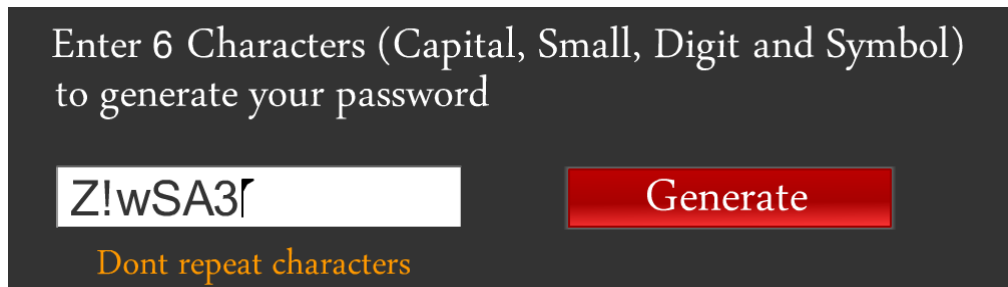 Enter 6 Characters (Capital, Small, Digit and Symbol)
to generate your password
Z!wSA3
Generate
Dont repeat characters